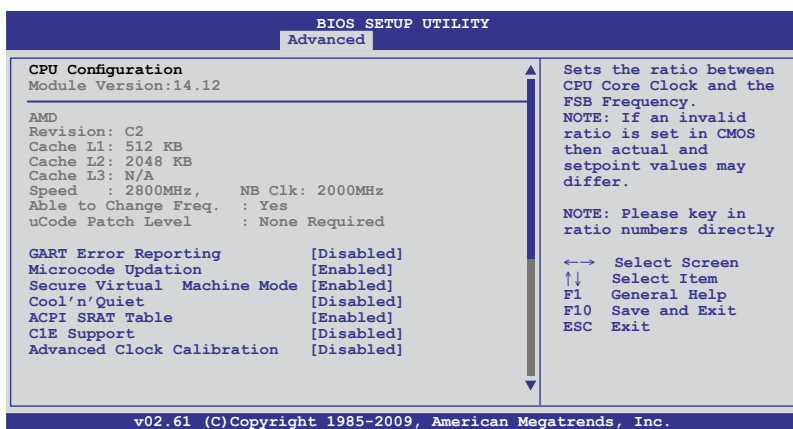 BIOS SETUP UTILITY
Advanced
CPU Configuration
Module Version:14.12
AMD
Revision: C2
Cache L1: 512 KB
Cache L2: 2048 KB
Cache L3: N/A
Speed : 2800MHz, NB Clk: 2000MHz
Able to Change Freq. : Yes
uCode Patch Level : None Required
GART Error Reporting [Disabled]
Microcode Updation [Enabled]
Secure Virtual Machine Mode [Enabled]
Cool'n'Quiet [Disabled]
ACPI SRAT Table [Enabled]
C1E Support [Disabled]
Advanced Clock Calibration [Disabled]
Sets the ratio between
CPU Core Clock and the
FSB Frequency.
NOTE: If an invalid
ratio is set in CMOS
then actual and
setpoint values may
differ.
NOTE: Please key in
ratio numbers directly
←→ Select Screen
↑↓ Select Item
F1 General Help
F10 Save and Exit
ESC Exit
v02.61 (C)Copyright 1985-2009, American Megatrends, Inc.